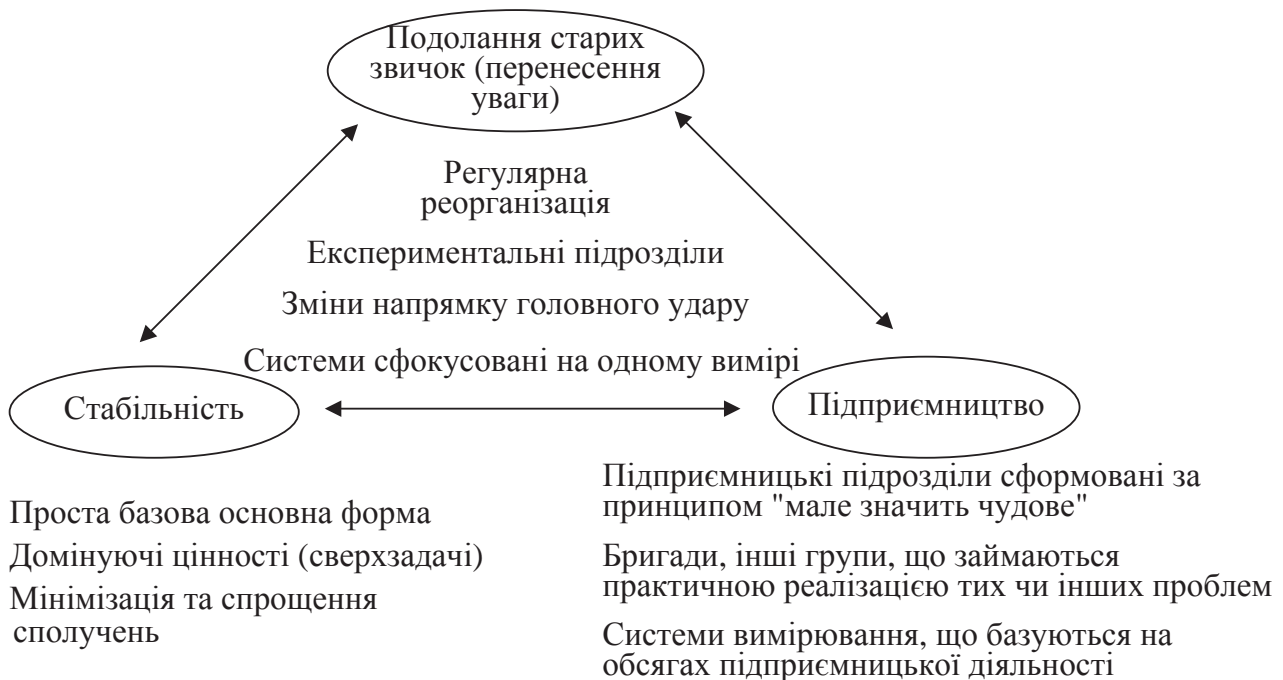 Подолання старих
звичок (перенесення
уваги)
Регулярна
реорганізація
Експериментальні підрозділи
Зміни напрямку головного удару
Системи сфокусовані на одному вимірі
Стабільність
Підприємництво
Проста базова основна форма
Домінуючі цінності (сверхзадачі)
Мінімізація та спрощення
сполучень
Підприємницькі підрозділи сформовані за
принципом "мале значить чудове"
Бригади, інші групи, що займаються
практичною реалізацією тих чи інших проблем
Системи вимірювання, що базуються на
обсягах підприємницької діяльності